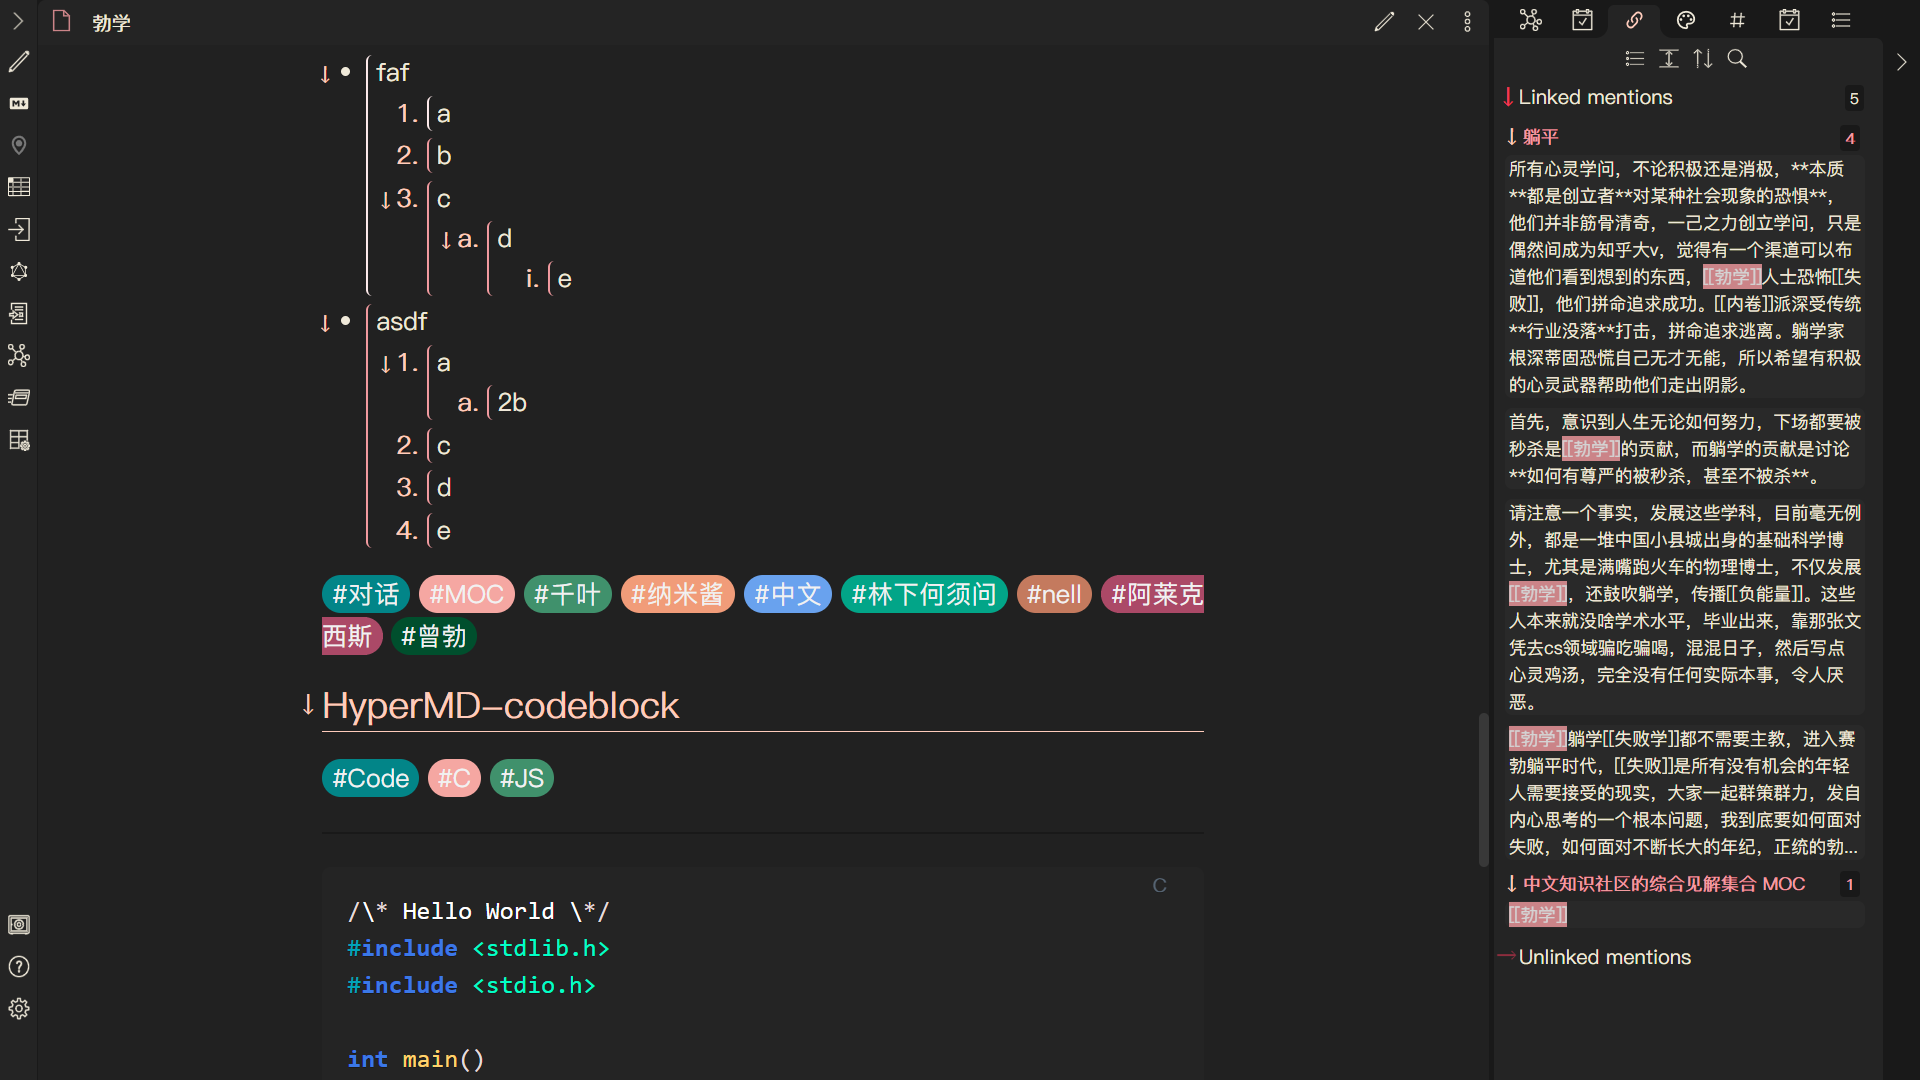 勃学
faf
1. a
2. b
3. c
a. d
i. e
asdf
1. a
a. 2b
2. c
3. d
4. e
#对话 #MOC #千叶 #纳米酱 #中文 #林下何须问 #nell #阿莱克
西斯 #曾勃
HyperMD-codeblock
#Code #C #JS
C
/\* Hello World \*/
#include <stdlib.h>
#include <stdio.h>
int main()
M↓
#
Linked mentions 5
躺平 4
所有心灵学问，不论积极还是消极，**本质
**都是创立者**对某种社会现象的恐惧**，
他们并非筋骨清奇，一己之力创立学问，只是
偶然间成为知乎大v，觉得有一个渠道可以布
道他们看到想到的东西，[[勃学]]人士恐怖[[失
败]]，他们拼命追求成功。[[内卷]]派深受传统
**行业没落**打击，拼命追求逃离。躺学家
根深蒂固恐慌自己无才无能，所以希望有积极
的心灵武器帮助他们走出阴影。
首先，意识到人生无论如何努力，下场都要被
秒杀是[[勃学]]的贡献，而躺学的贡献是讨论
**如何有尊严的被秒杀，甚至不被杀**。
请注意一个事实，发展这些学科，目前毫无例
外，都是一堆中国小县城出身的基础科学博
士，尤其是满嘴跑火车的物理博士，不仅发展
[[勃学]]，还鼓吹躺学，传播[[负能量]]。这些
人本来就没啥学术水平，毕业出来，靠那张文
凭去cs领域骗吃骗喝，混混日子，然后写点
心灵鸡汤，完全没有任何实际本事，令人厌
恶。
[[勃学]]躺学[[失败学]]都不需要主教，进入赛
勃躺平时代，[[失败]]是所有没有机会的年轻
人需要接受的现实，大家一起群策群力，发自
内心思考的一个根本问题，我到底要如何面对
失败，如何面对不断长大的年纪，正统的勃...
中文知识社区的综合见解集合 MOC 1
[[勃学]]
Unlinked mentions